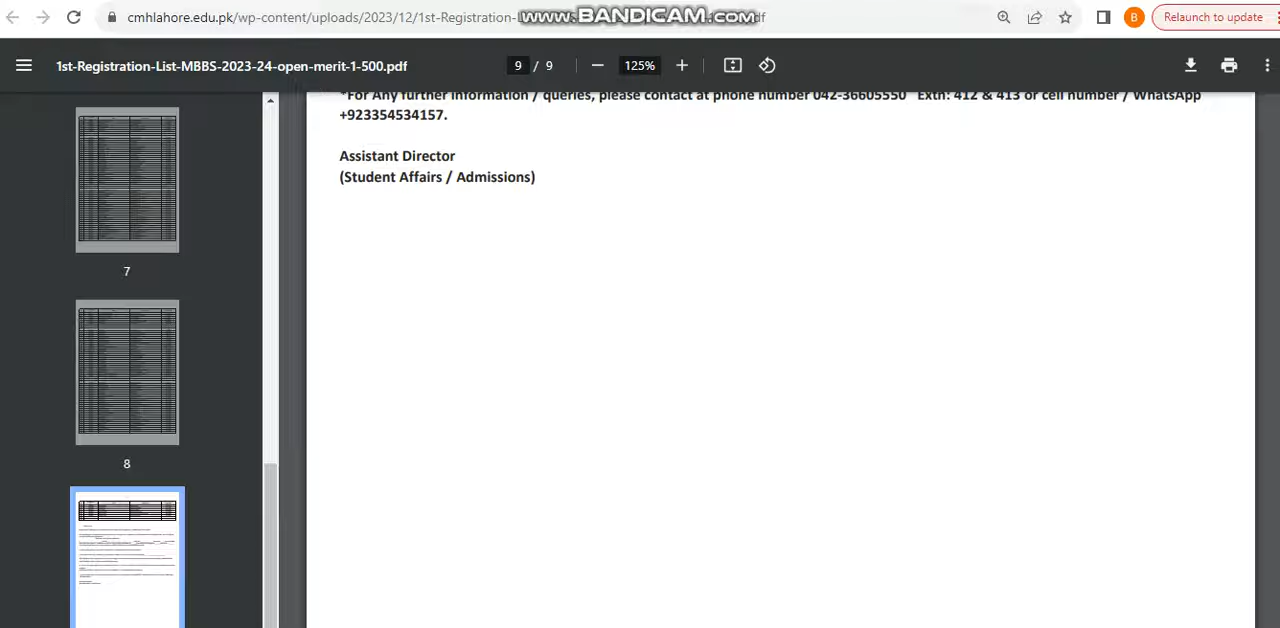 cmhlahore.edu.pk/wp-content/uploads/2023/12/1st-Registration-
www.BANDICAM.com
Relaunch to update
B
1st-Registration-List-MBBS-2023-24-open-merit-1-500.pdf
9 / 9
125%
*For Any further information / queries, please contact at phone number 042-36605550 Extn: 412 & 413 or cell number / WhatsApp
+923354534157.
Assistant Director
(Student Affairs / Admissions)
7
8